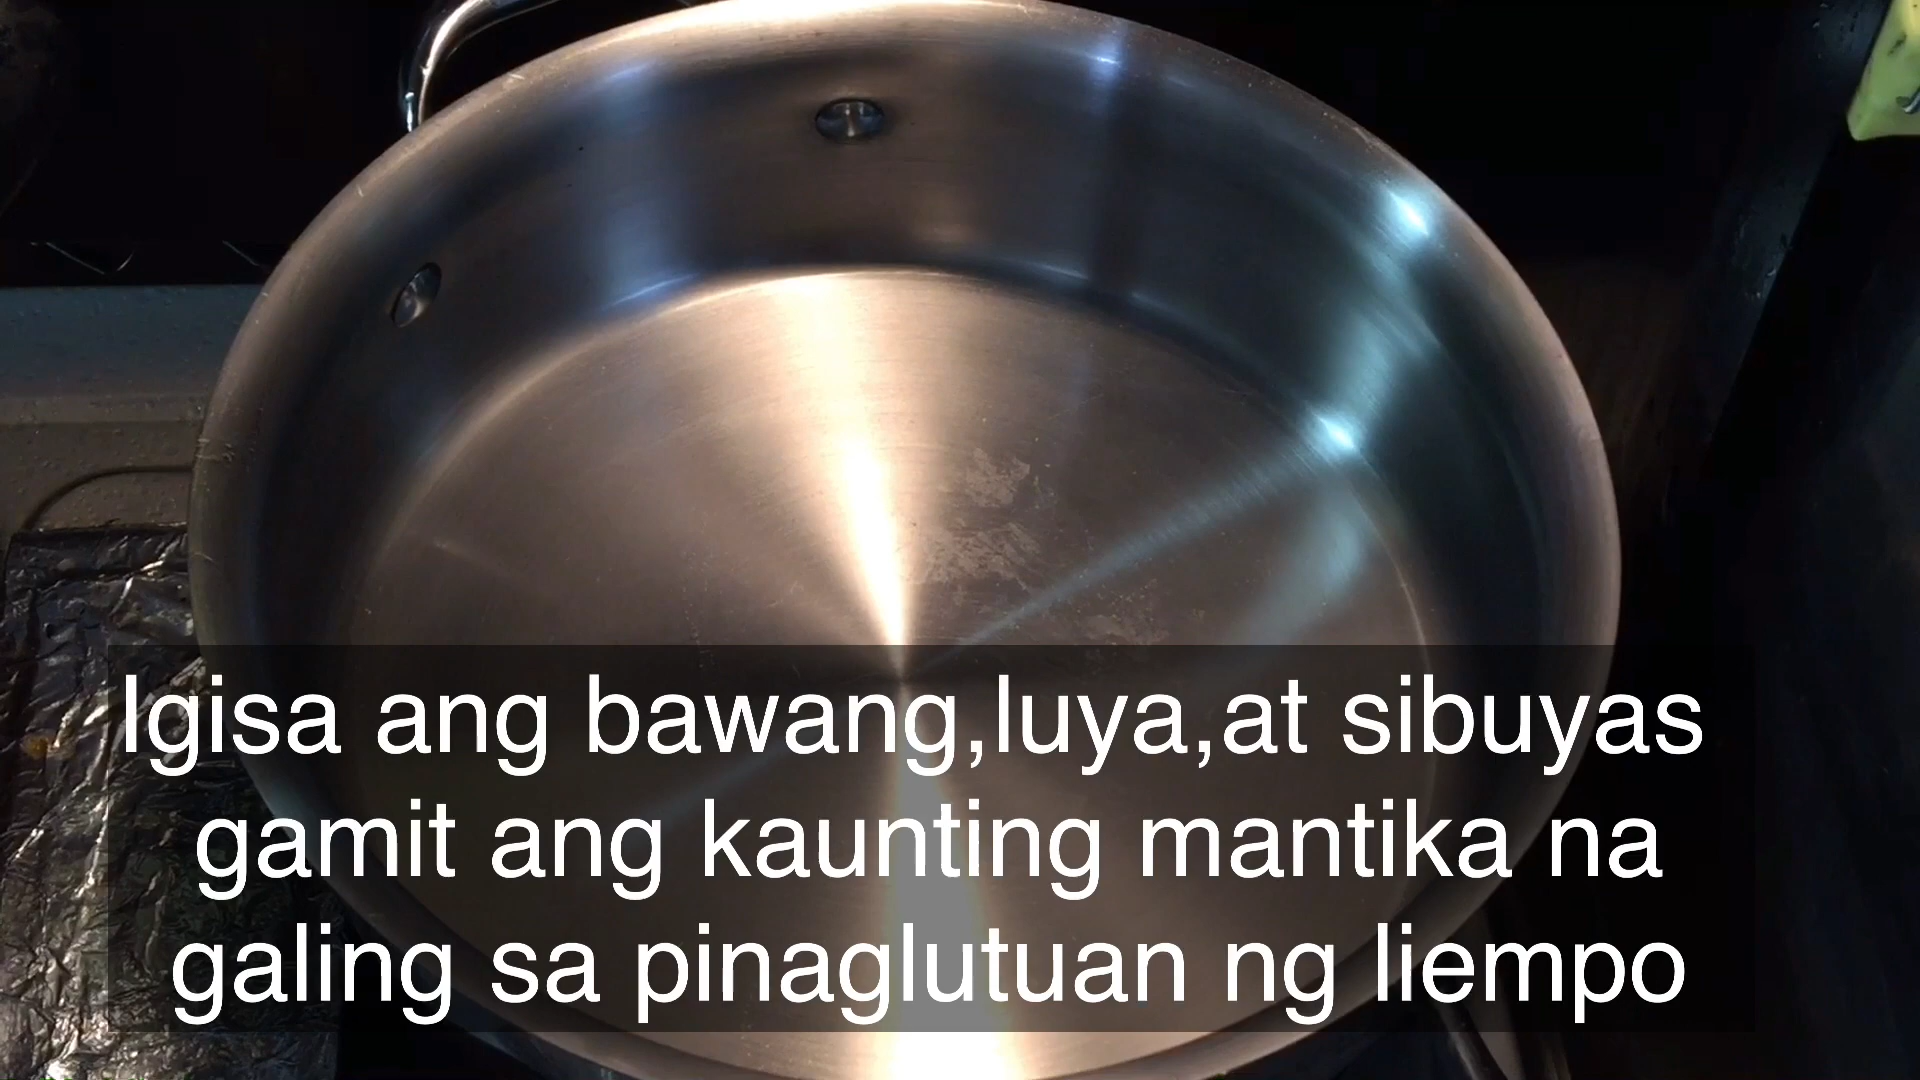 Igisa ang bawang,luya,at sibuyas
gamit ang kaunting mantika na
galing sa pinaglutuan ng liempo